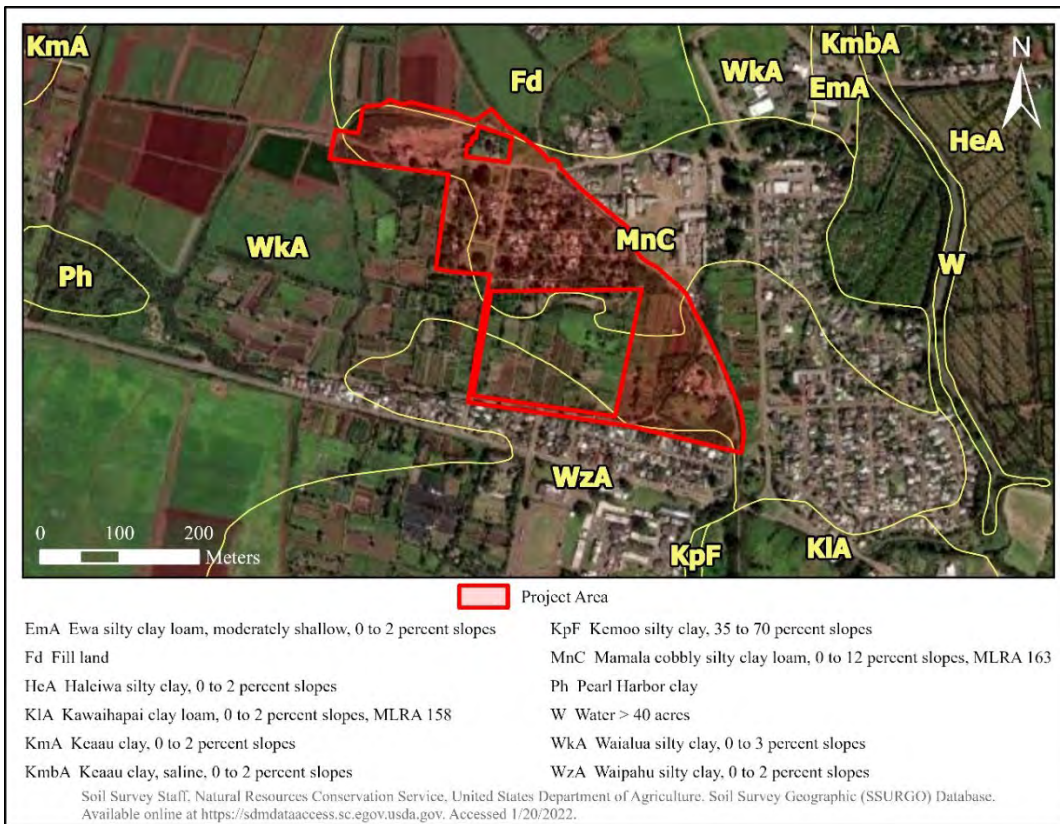 KmA
Fd
WkA
KmbA
EmA
N
HeA
MnC
WkA
Ph
W
WzA
KpF
KlA
0 100 200
Meters
Project Area
EmA Ewa silty clay loam, moderately shallow, 0 to 2 percent slopes
Fd Fill land
HeA Haleiwa silty clay, 0 to 2 percent slopes
KlA Kawaihapai clay loam, 0 to 2 percent slopes, MLRA 158
KmA Keaau clay, 0 to 2 percent slopes
KmbA Keaau clay, saline, 0 to 2 percent slopes
KpF Kemoo silty clay, 35 to 70 percent slopes
MnC Mamala cobbly silty clay loam, 0 to 12 percent slopes, MLRA 163
Ph Pearl Harbor clay
W Water > 40 acres
WkA Waialua silty clay, 0 to 3 percent slopes
WzA Waipahu silty clay, 0 to 2 percent slopes
Soil Survey Staff, Natural Resources Conservation Service, United States Department of Agriculture. Soil Survey Geographic (SSURGO) Database.
Available online at https://sdmdataaccess.sc.egov.usda.gov. Accessed 1/20/2022.